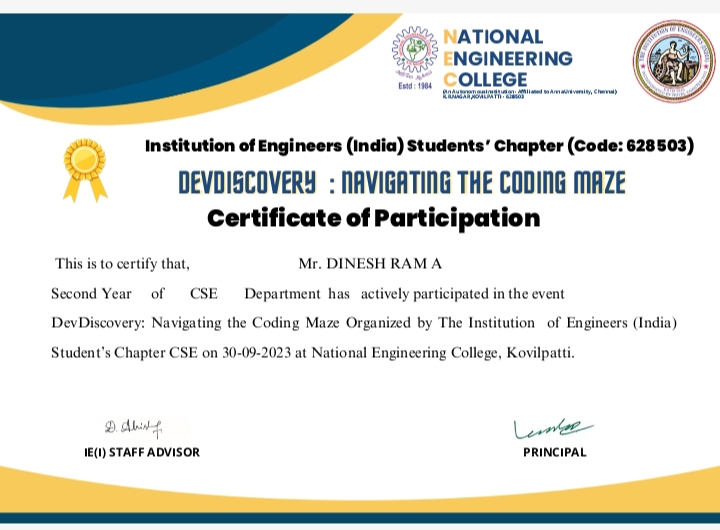 NATIONAL
ENGINEERING
COLLEGE
(An Autonomous Institution - Affiliated to Anna University, Chennai)
K.R.NAGAR, KOVILPATTI - 628503
Estd : 1984
Institution of Engineers (India) Students’ Chapter (Code: 628503)
DEVDISCOVERY : NAVIGATING THE CODING MAZE
Certificate of Participation
This is to certify that, Mr. DINESH RAM A
Second Year of CSE Department has actively participated in the event
DevDiscovery: Navigating the Coding Maze Organized by The Institution of Engineers (India)
Student’s Chapter CSE on 30-09-2023 at National Engineering College, Kovilpatti.
IE(I) STAFF ADVISOR
PRINCIPAL